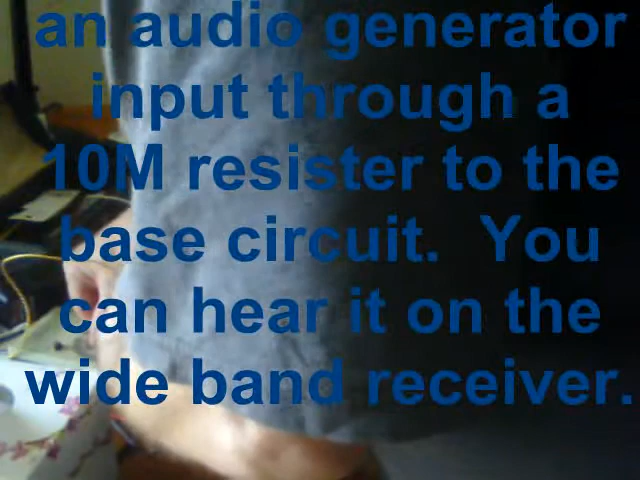 an audio generator
input through a
10M resister to the
base circuit.  You
can hear it on the
wide band receiver.